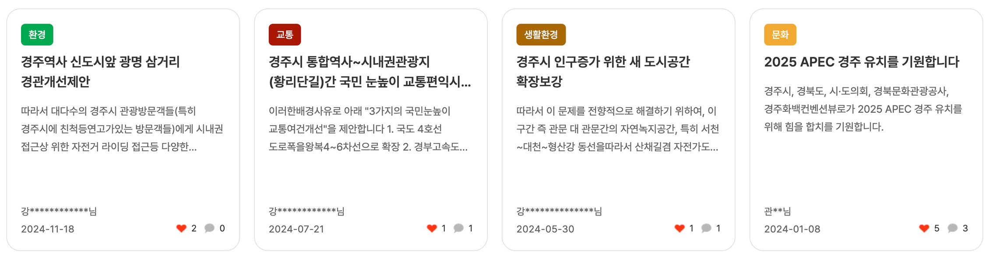 환경
경주역사 신도시앞 광명 삼거리
경관개선제안
따라서 대다수의 경주시 관광방문객들(특히
경주시에 친척등연고가있는 방문객들)에게 시내권
접근상 위한 자전거 라이딩 접근등 다양한...
강************님
2024-11-18
2 0
교통
경주시 통합역사~시내권관광지
(황리단길)간 국민 눈높이 교통편익시...
이러한배경사유로 아래 "3가지의 국민눈높이
교통여건개선"을 제안합니다 1. 국도 4호선
도로폭을왕복4~6차선으로 확장 2. 경부고속도...
강************님
2024-07-21
1 1
생활환경
경주시 인구증가 위한 새 도시공간
확장보강
따라서 이 문제를 전향적으로 해결하기 위하여, 이
구간 즉 관문 대 관문간의 자연녹지공간, 특히 서천
~대천~형산강 동선을따라서 산채길겸 자전가도...
강**************님
2024-05-30
1 1
문화
2025 APEC 경주 유치를 기원합니다
경주시, 경북도, 시·도의회, 경북문화관광공사,
경주화백컨벤션뷰로가 2025 APEC 경주 유치를
위해 힘을 합치를 기원합니다.
관**님
2024-01-08
5 3